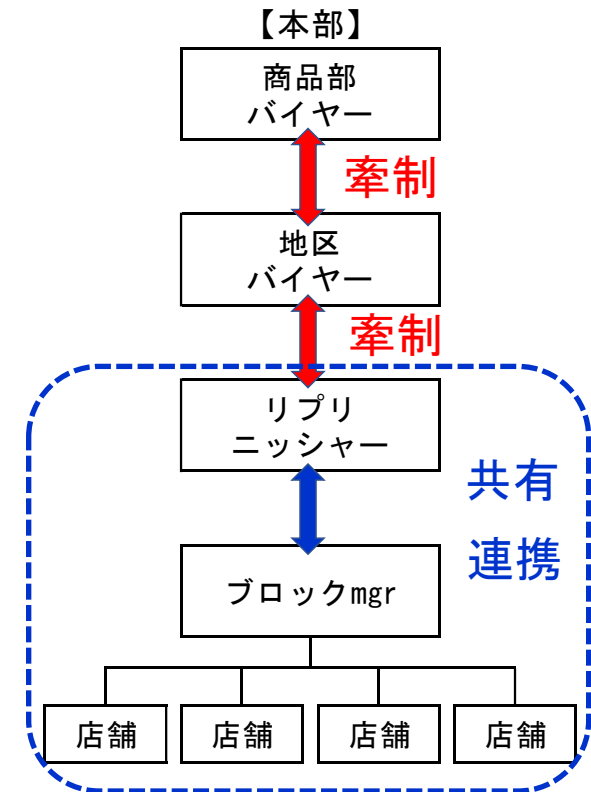 【本部】
商品部
バイヤー
牽制
地区
バイヤー
牽制
リプリ
ニッシャー
共有
連携
ブロックmgr
店舗
店舗
店舗
店舗